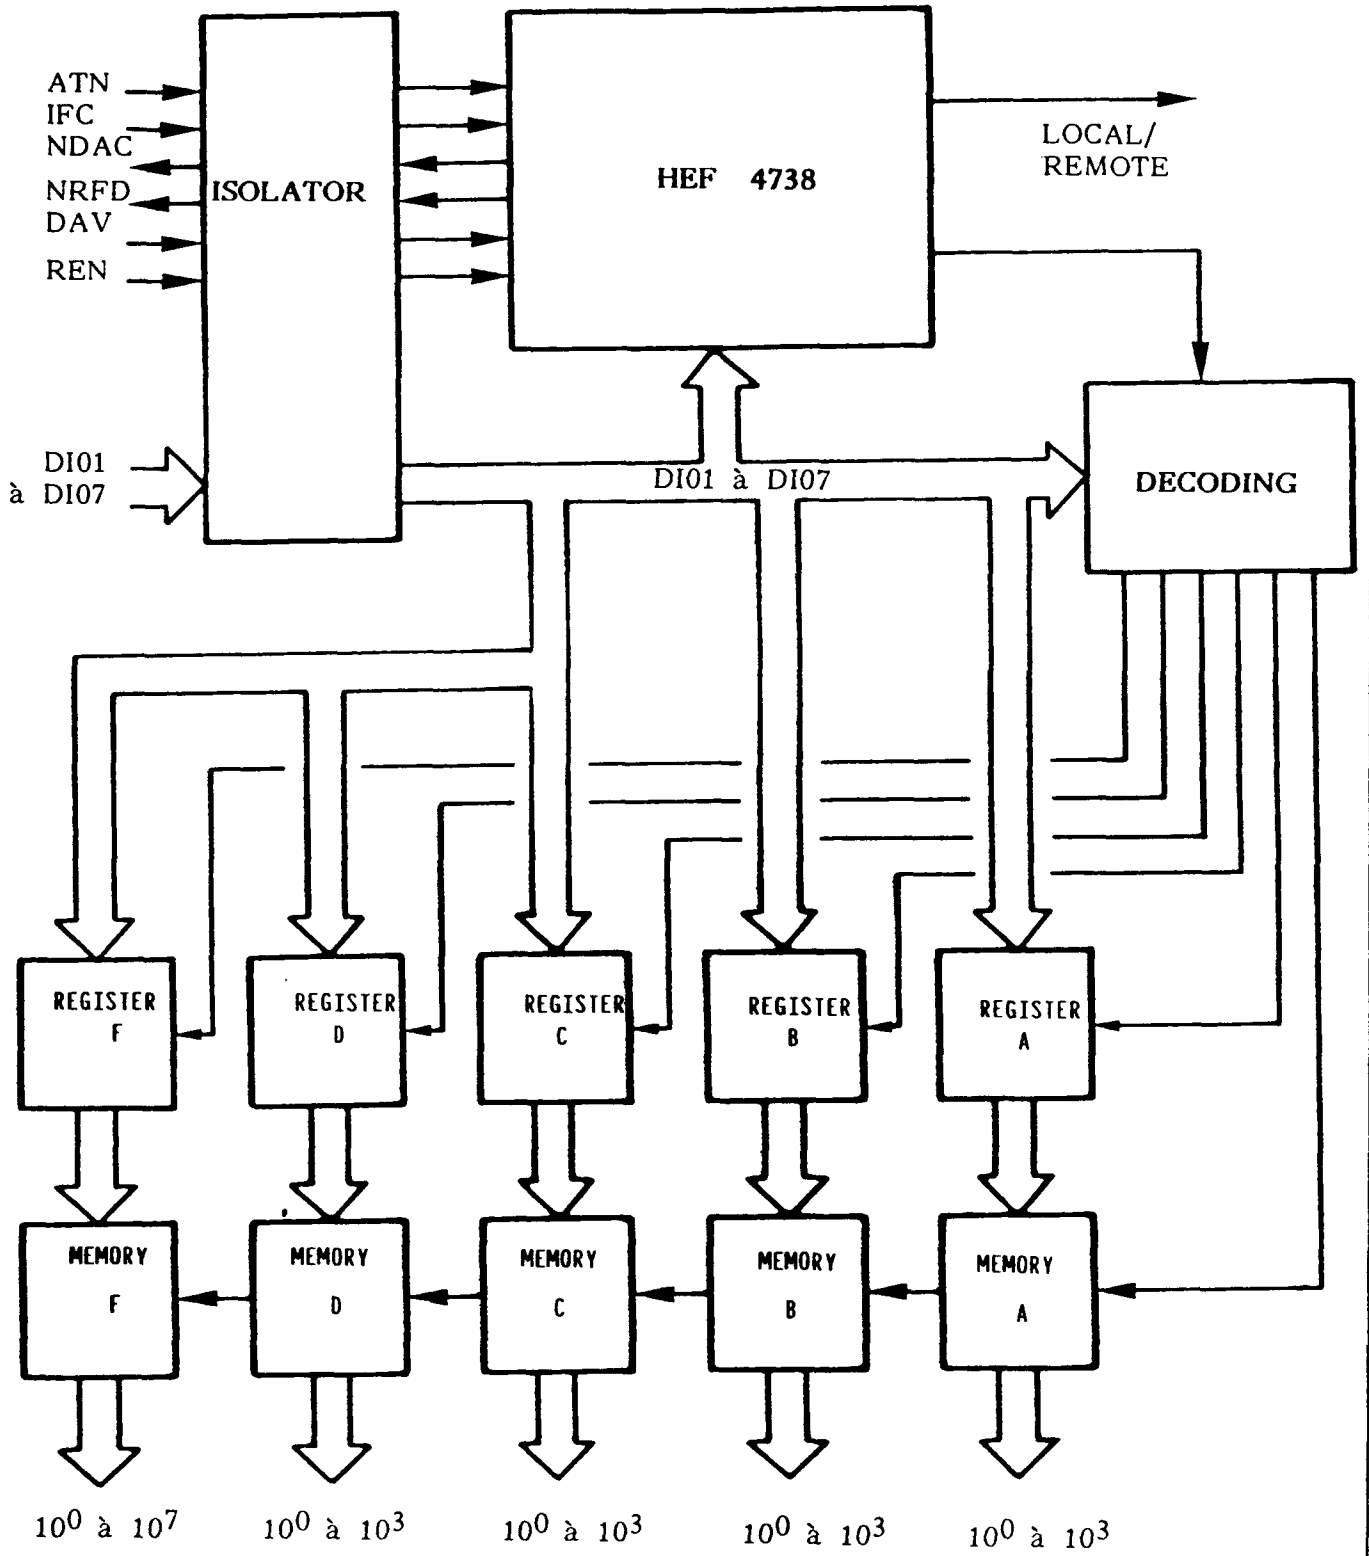 ATN
IFC
NDAC
NRFD
DAV
REN
ISOLATOR
HEF 4738
LOCAL/
REMOTE
DI01
à DI07
DI01 à DI07
DECODING
REGISTER
F
REGISTER
D
REGISTER
C
REGISTER
B
REGISTER
A
MEMORY
F
MEMORY
D
MEMORY
C
MEMORY
B
MEMORY
A
10⁰ à 10⁷
10⁰ à 10³
10⁰ à 10³
10⁰ à 10³
10⁰ à 10³